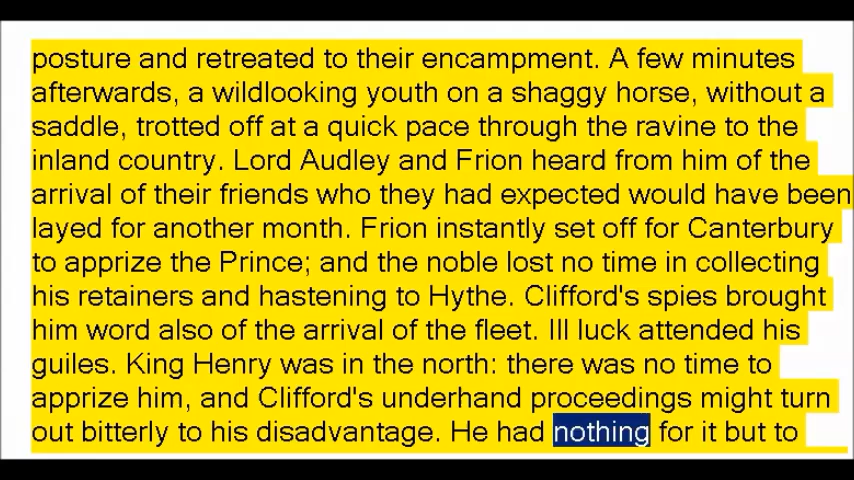 posture and retreated to their encampment. A few minutes
afterwards, a wildlooking youth on a shaggy horse, without a
saddle, trotted off at a quick pace through the ravine to the
inland country. Lord Audley and Frion heard from him of the
arrival of their friends who they had expected would have been
layed for another month. Frion instantly set off for Canterbury
to apprize the Prince; and the noble lost no time in collecting
his retainers and hastening to Hythe. Clifford's spies brought
him word also of the arrival of the fleet. Ill luck attended his
guiles. King Henry was in the north: there was no time to
apprize him, and Clifford's underhand proceedings might turn
out bitterly to his disadvantage. He had nothing for it but to